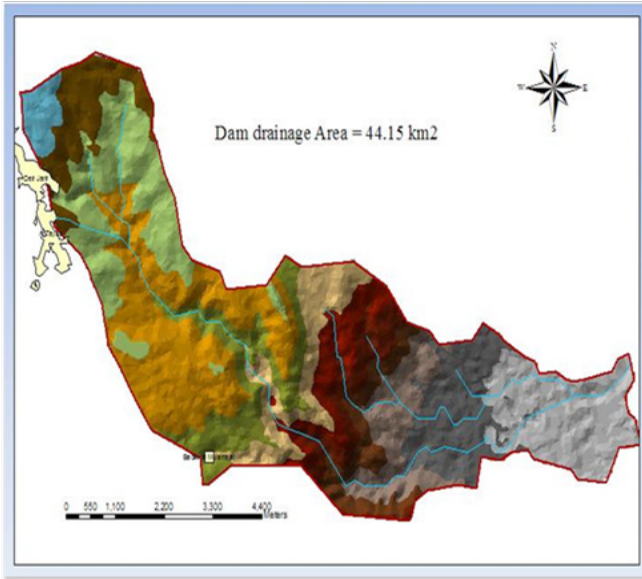 N
W E
S
Dam drainage Area = 44.15 km2
0 550 1,100 2,200 3,300 4,400
Meters